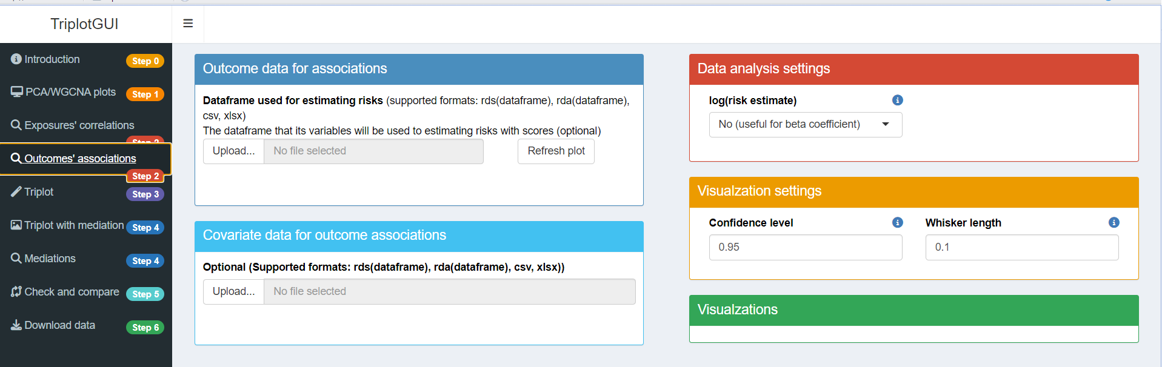 TriplotGUI
Introduction
Step 0
PCA/WGCNA plots
Step 1
Exposures' correlations
Outcomes' associations
Step 2
Triplot
Step 3
Triplot with mediation
Step 4
Mediations
Step 4
Check and compare
Step 5
Download data
Step 6
Outcome data for associations
Dataframe used for estimating risks (supported formats: rds(dataframe), rda(dataframe),
csv, xlsx)
The dataframe that its variables will be used to estimating risks with scores (optional)
Upload... No file selected
Refresh plot
Covariate data for outcome associations
Optional (Supported formats: rds(dataframe), rda(dataframe), csv, xlsx))
Upload... No file selected
Data analysis settings
log(risk estimate)
No (useful for beta coefficient)
Visualzation settings
Confidence level
Whisker length
0.95
0.1
Visualzations